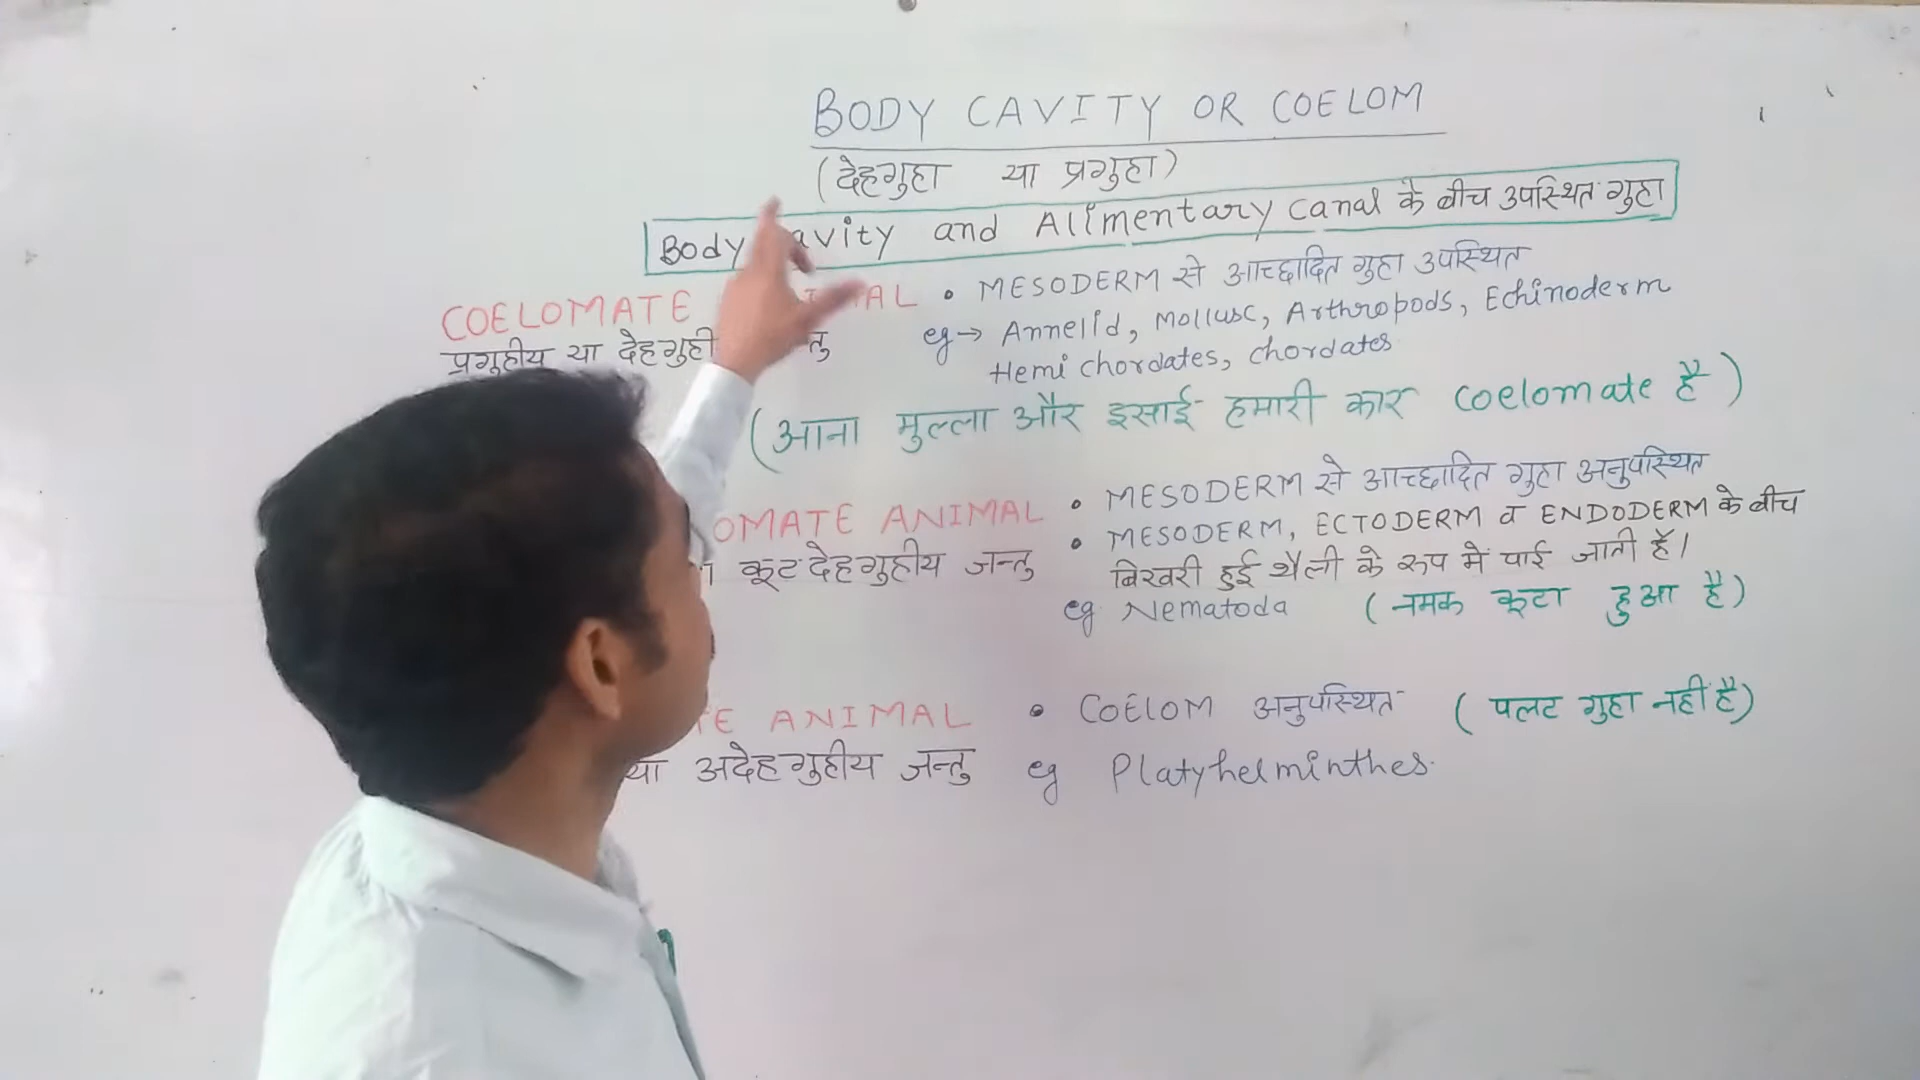 BODY CAVITY OR COELOM
(देहगुहा या प्रगुहा)
Body avity and Alimentary canal के बीच उपस्थित गुहा
COELOMATE AL • MESODERM से आच्छादित गुहा उपस्थित
प्रगुहीय या देहगुही तु eg → Annelid, Mollusc, Arthropods, Echinoderm
Hemi chordates, chordates
(आना मुल्ला और इसाई हमारी कार coelomate है)
OMATE ANIMAL • MESODERM से आच्छादित गुहा अनुपस्थित
• MESODERM, ECTODERM व ENDODERM के बीच
कूटदेहगुहीय जन्तु बिखरी हुई थैली के रूप में पाई जाती हैं।
eg Nematoda (नमक कूटा हुआ है)
TE ANIMAL • COELOM अनुपस्थित (पलट गुहा नहीं है)
या अदेहगुहीय जन्तु eg Platyhelminthes.